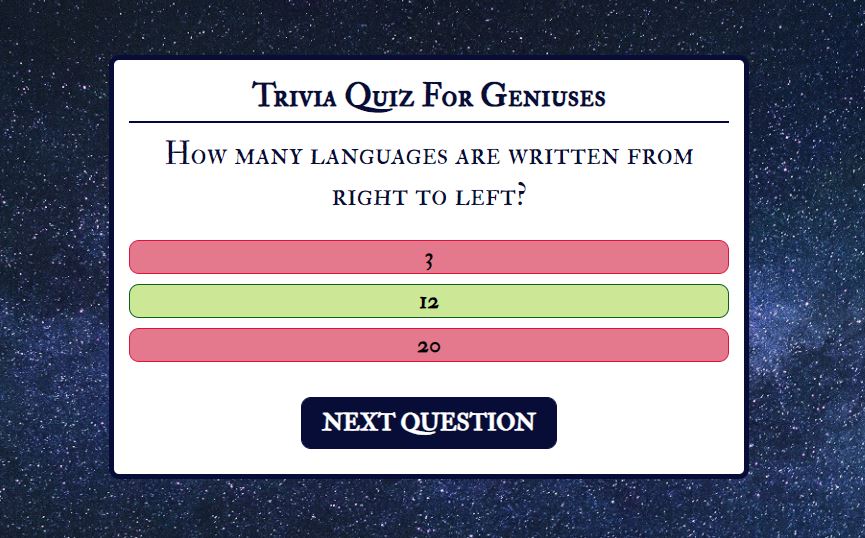 Trivia Quiz For Geniuses
How many languages are written from
right to left?
3
12
20
NEXT QUESTION